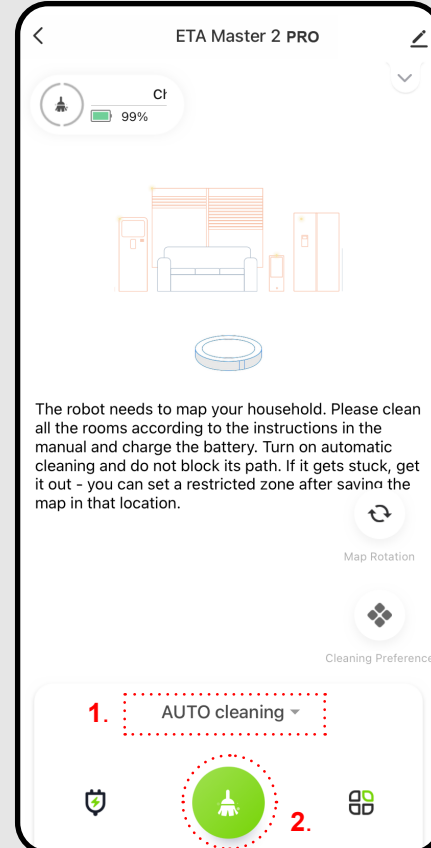 ETA Master 2 PRO
99%
The robot needs to map your household. Please clean
all the rooms according to the instructions in the
manual and charge the battery. Turn on automatic
cleaning and do not block its path. If it gets stuck, get
it out - you can set a restricted zone after saving the
map in that location.
Map Rotation
Cleaning Preference
1. AUTO cleaning
2.